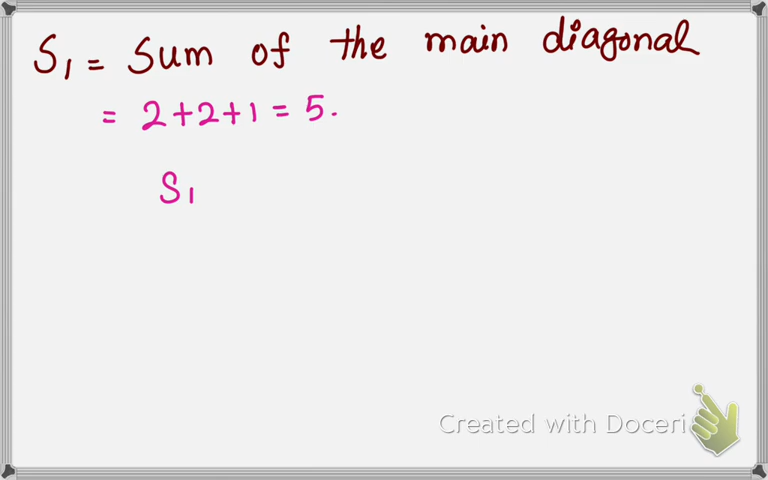 S₁ = Sum of the main diagonal
= 2+2+1 = 5.
S₁
Created with Doceri